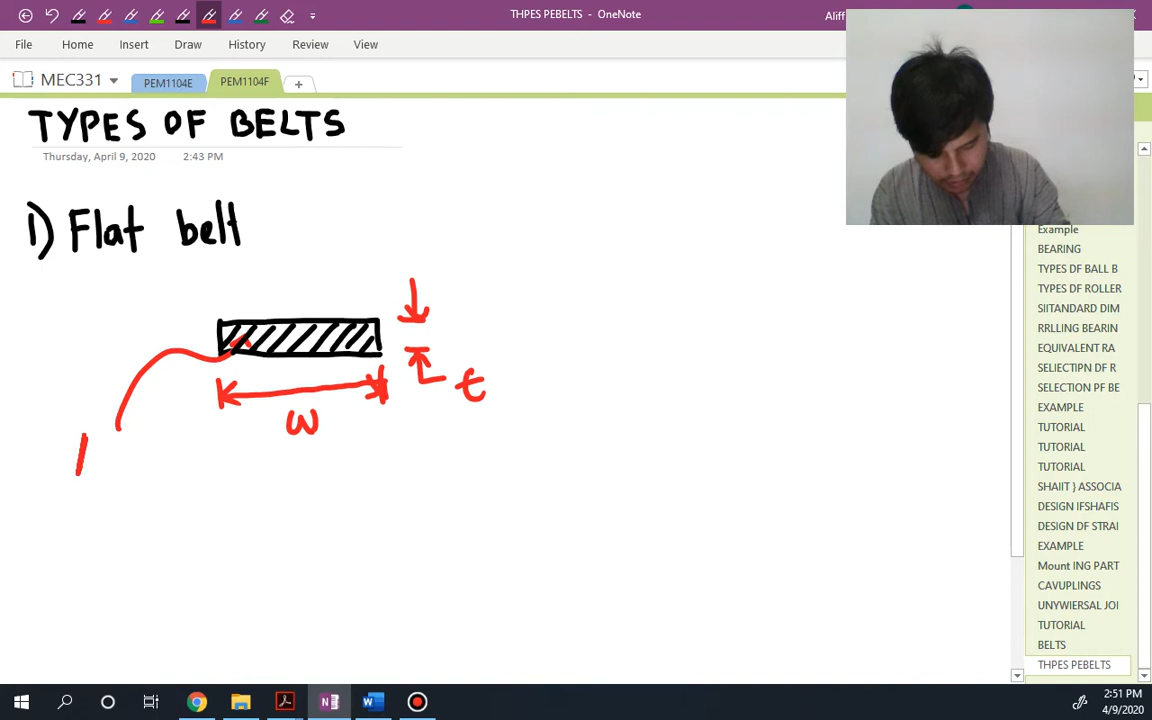 THPES PEBELTS - OneNote
Aliff
File Home Insert Draw History Review View
MEC331 PEM1104E PEM1104F
TYPES OF BELTS
Thursday, April 9, 2020 2:43 PM
1) Flat belt
t
w
Example
BEARING
TYPES DF BALL B
TYPES DF ROLLER
SIITANDARD DIM
RRLLING BEARIN
EQUIVALENT RA
SELIECTIPN DF R
SELECTION PF BE
EXAMPLE
TUTORIAL
TUTORIAL
TUTORIAL
SHAIIT } ASSOCIA
DESIGN IFSHAFIS
DESIGN DF STRAI
EXAMPLE
Mount ING PART
CAVUPLINGS
UNYWIERSAL JOI
TUTORIAL
BELTS
THPES PEBELTS
2:51 PM
4/9/2020